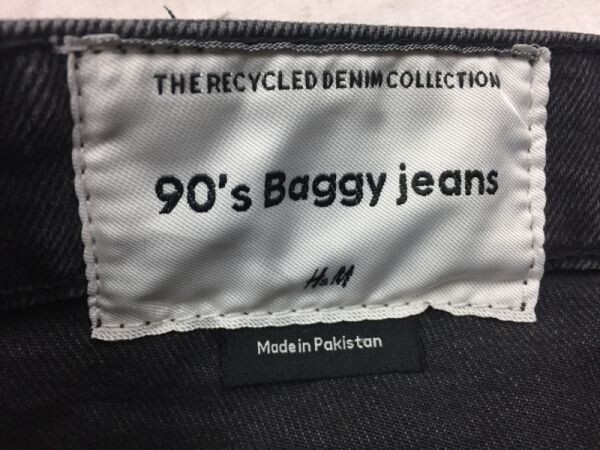 THE RECYCLED DENIM COLLECTION
90's Baggy jeans
H&M
Made in Pakistan